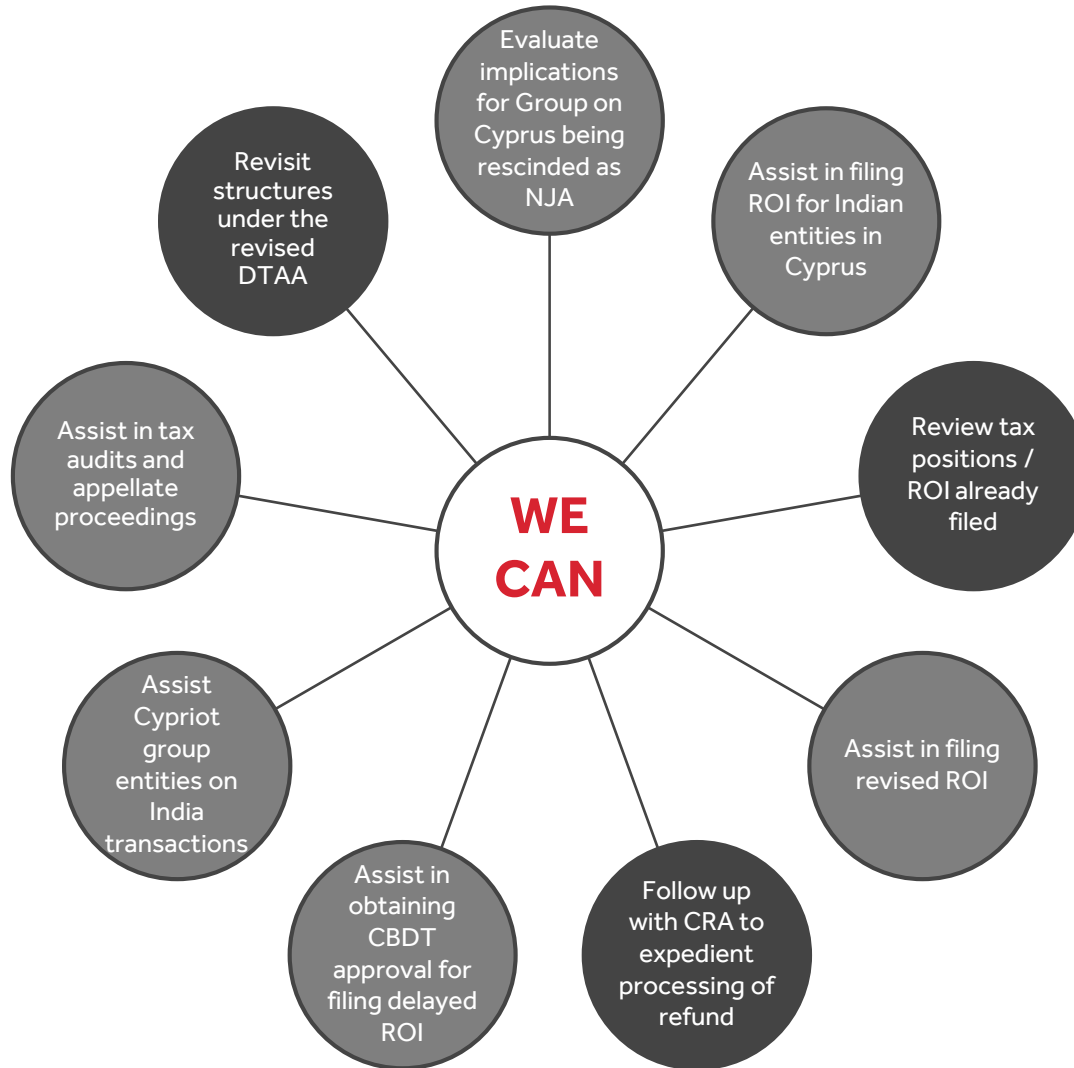 Evaluate
implications
for Group on
Cyprus being
rescinded as
NJA
Assist in filing
ROI for Indian
entities in
Cyprus
Review tax
positions /
ROI already
filed
Assist in filing
revised ROI
Follow up
with CRA to
expedient
processing of
refund
Assist in
obtaining
CBDT
approval for
filing delayed
ROI
Assist
Cypriot
group
entities on
India
transactions
Assist in tax
audits and
appellate
proceedings
Revisit
structures
under the
revised
DTAA
WE
CAN